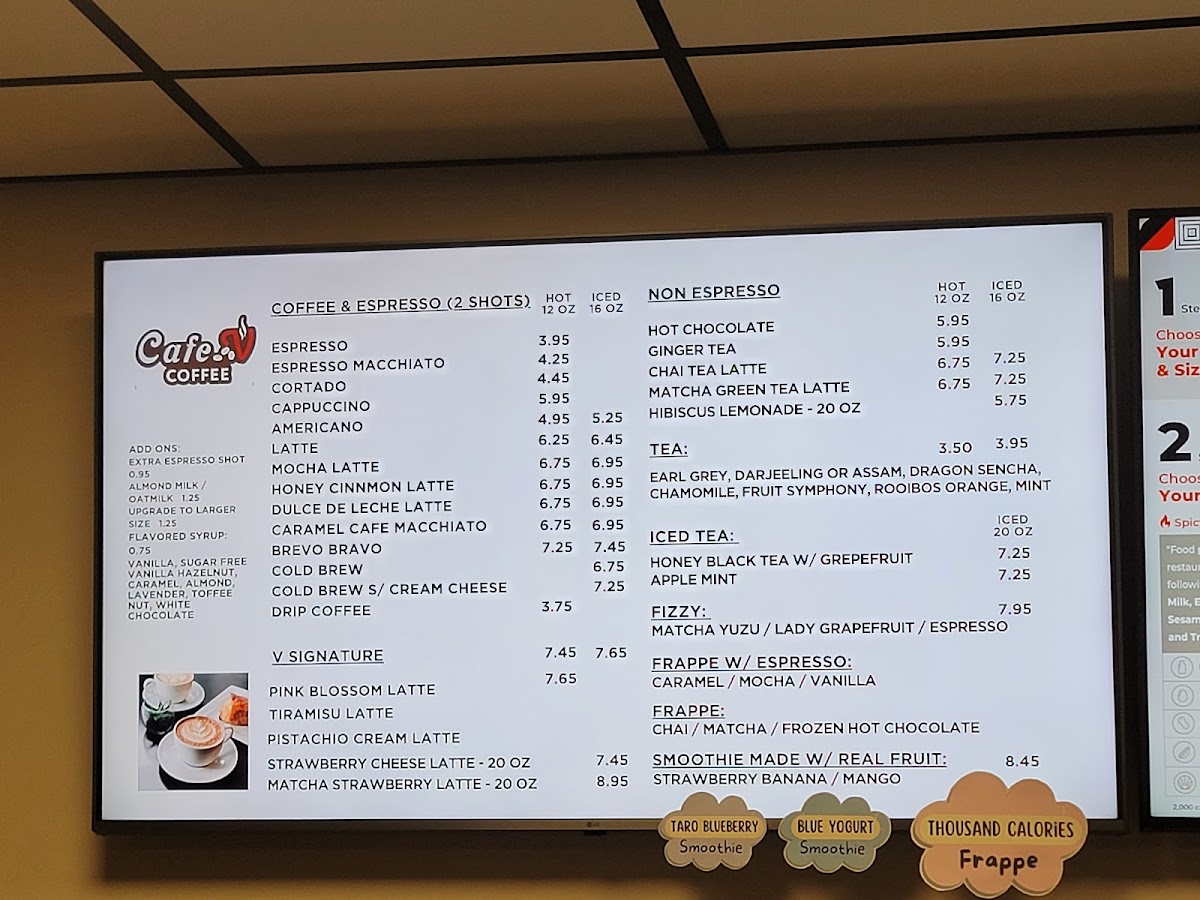 Cafe V
COFFEE
ADD ONS:
EXTRA ESPRESSO SHOT
0.95
ALMOND MILK /
OATMILK 1.25
UPGRADE TO LARGER
SIZE 1.25
FLAVORED SYRUP:
0.75
VANILLA, SUGAR FREE
VANILLA HAZELNUT,
CARAMEL, ALMOND,
LAVENDER, TOFFEE
NUT, WHITE
CHOCOLATE
COFFEE & ESPRESSO (2 SHOTS) HOT 12 OZ ICED 16 OZ
ESPRESSO 3.95
ESPRESSO MACCHIATO 4.25
CORTADO 4.45
CAPPUCCINO 5.95
AMERICANO 4.95 5.25
LATTE 6.25 6.45
MOCHA LATTE 6.75 6.95
HONEY CINNMON LATTE 6.75 6.95
DULCE DE LECHE LATTE 6.75 6.95
CARAMEL CAFE MACCHIATO 6.75 6.95
BREVO BRAVO 7.25 7.45
COLD BREW 6.75
COLD BREW S/ CREAM CHEESE 7.25
DRIP COFFEE 3.75
V SIGNATURE 7.45 7.65
7.65
PINK BLOSSOM LATTE
TIRAMISU LATTE
PISTACHIO CREAM LATTE
STRAWBERRY CHEESE LATTE - 20 OZ 7.45
MATCHA STRAWBERRY LATTE - 20 OZ 8.95
NON ESPRESSO HOT 12 OZ ICED 16 OZ
HOT CHOCOLATE 5.95
GINGER TEA 5.95
CHAI TEA LATTE 6.75 7.25
MATCHA GREEN TEA LATTE 6.75 7.25
HIBISCUS LEMONADE - 20 OZ 5.75
TEA: 3.50 3.95
EARL GREY, DARJEELING OR ASSAM, DRAGON SENCHA,
CHAMOMILE, FRUIT SYMPHONY, ROOIBOS ORANGE, MINT
ICED TEA: ICED 20 OZ
HONEY BLACK TEA W/ GREPEFRUIT 7.25
APPLE MINT 7.25
FIZZY: 7.95
MATCHA YUZU / LADY GRAPEFRUIT / ESPRESSO
FRAPPE W/ ESPRESSO:
CARAMEL / MOCHA / VANILLA
FRAPPE:
CHAI / MATCHA / FROZEN HOT CHOCOLATE
SMOOTHIE MADE W/ REAL FRUIT: 8.45
STRAWBERRY BANANA / MANGO
LG
TARO BLUEBERRY
Smoothie
BLUE YOGURT
Smoothie
THOUSAND CALORIES
Frappe
1
Your
& Siz
2
Your
Milk,
and
2,000